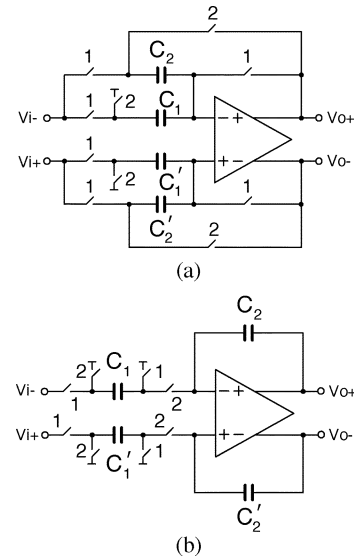 2
1 C2 1
Vi- 1 2 C1 − + Vo+
Vi+ 1 2 C1' + − Vo-
1 C2' 1
2
(a)
C2
2 C1 1
Vi- 1 2 − + Vo+
Vi+ 1 2 + − Vo-
2 C1' 1
C2'
(b)